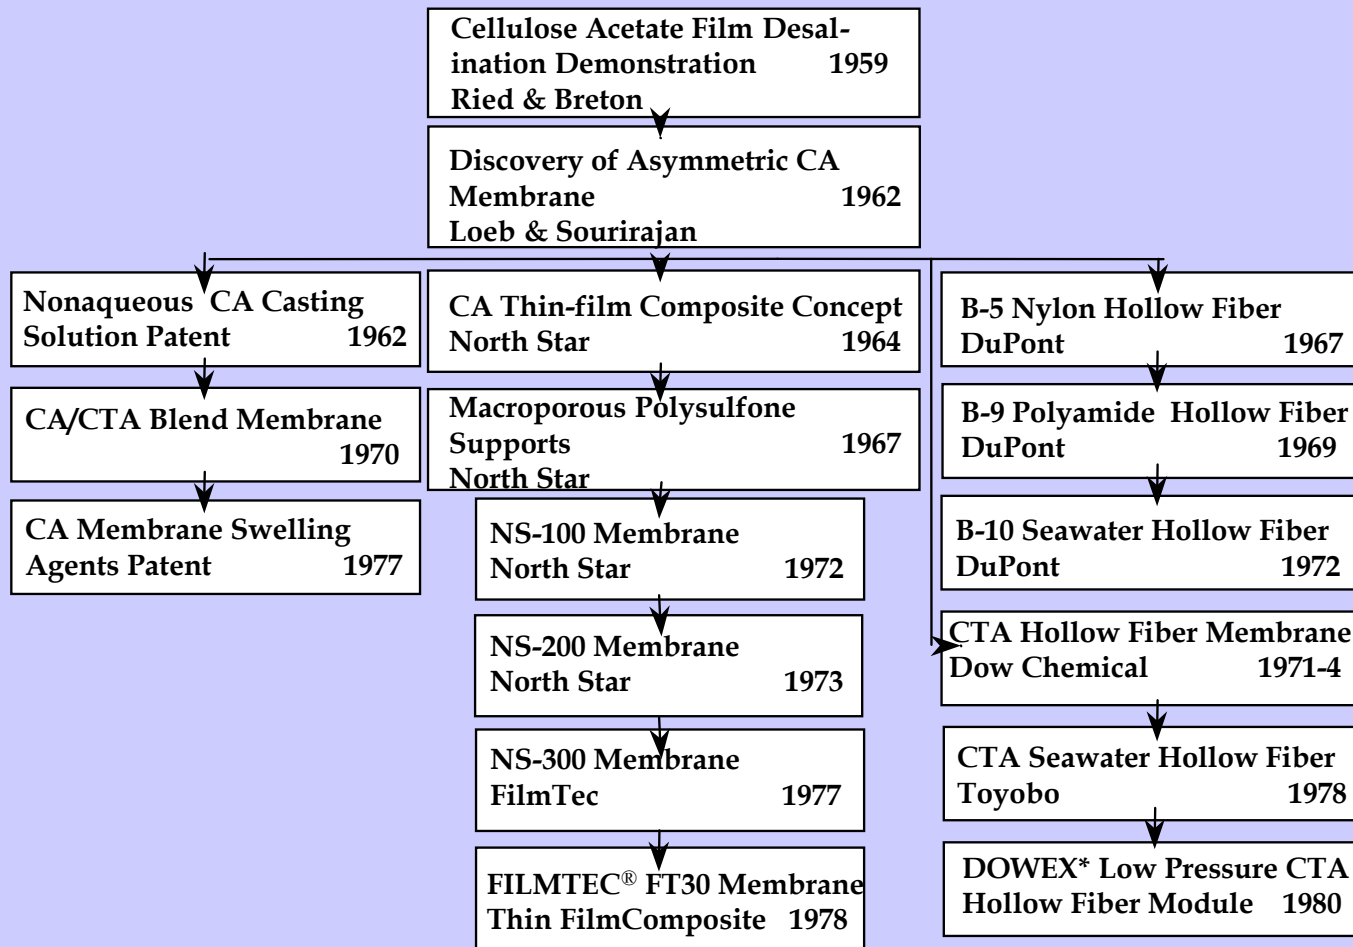 Cellulose Acetate Film Desal-
ination Demonstration 1959
Ried & Breton
Discovery of Asymmetric CA
Membrane 1962
Loeb & Sourirajan
Nonaqueous CA Casting
Solution Patent 1962
CA/CTA Blend Membrane
1970
CA Membrane Swelling
Agents Patent 1977
CA Thin-film Composite Concept
North Star 1964
Macroporous Polysulfone
Supports 1967
North Star
NS-100 Membrane
North Star 1972
NS-200 Membrane
North Star 1973
NS-300 Membrane
FilmTec 1977
FILMTEC® FT30 Membrane
Thin FilmComposite 1978
B-5 Nylon Hollow Fiber
DuPont 1967
B-9 Polyamide Hollow Fiber
DuPont 1969
B-10 Seawater Hollow Fiber
DuPont 1972
CTA Hollow Fiber Membrane
Dow Chemical 1971-4
CTA Seawater Hollow Fiber
Toyobo 1978
DOWEX* Low Pressure CTA
Hollow Fiber Module 1980